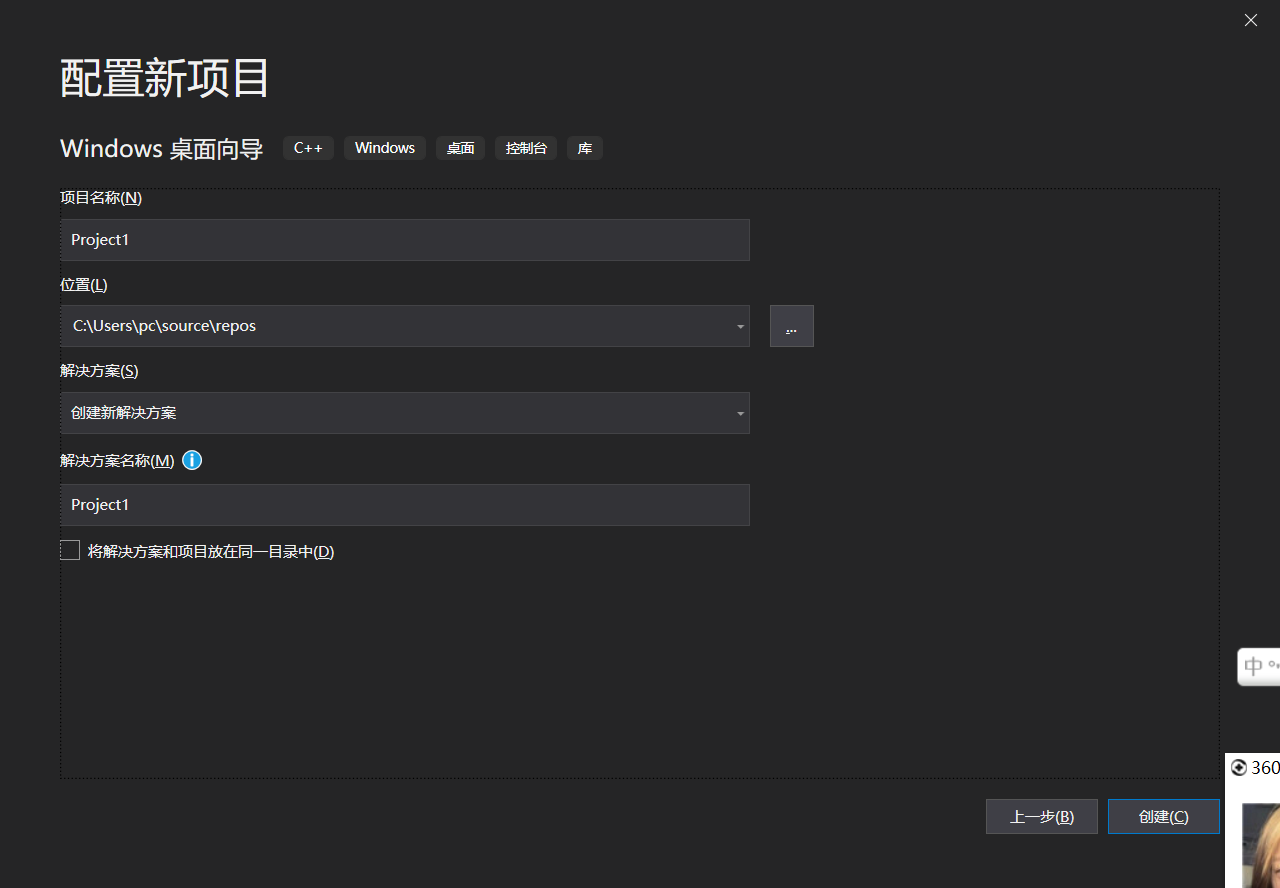 配置新项目
Windows 桌面向导 C++ Windows 桌面 控制台 库
项目名称(N)
Project1
位置(L)
C:\Users\pc\source\repos
...
解决方案(S)
创建新解决方案
解决方案名称(M)
Project1
将解决方案和项目放在同一目录中(D)
中
360
上一步(B) 创建(C)